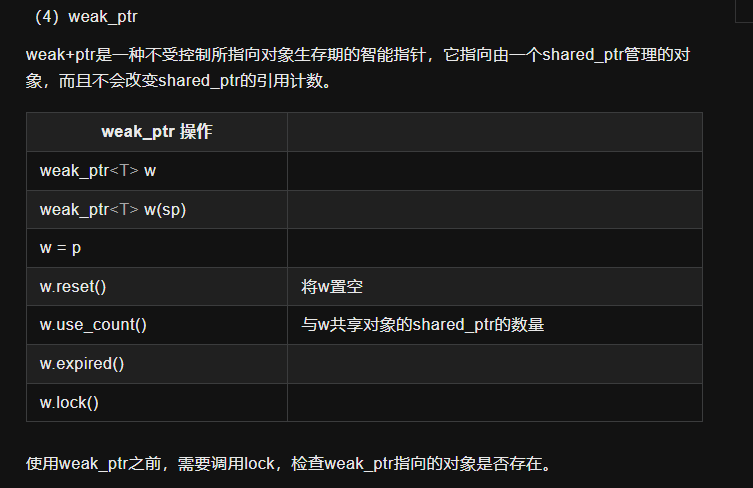 （4）weak_ptr
weak+ptr是一种不受控制所指向对象生存期的智能指针，它指向由一个shared_ptr管理的对
象，而且不会改变shared_ptr的引用计数。
weak_ptr 操作
weak_ptr<T> w
weak_ptr<T> w(sp)
w = p
w.reset() 将w置空
w.use_count() 与w共享对象的shared_ptr的数量
w.expired()
w.lock()
使用weak_ptr之前，需要调用lock，检查weak_ptr指向的对象是否存在。